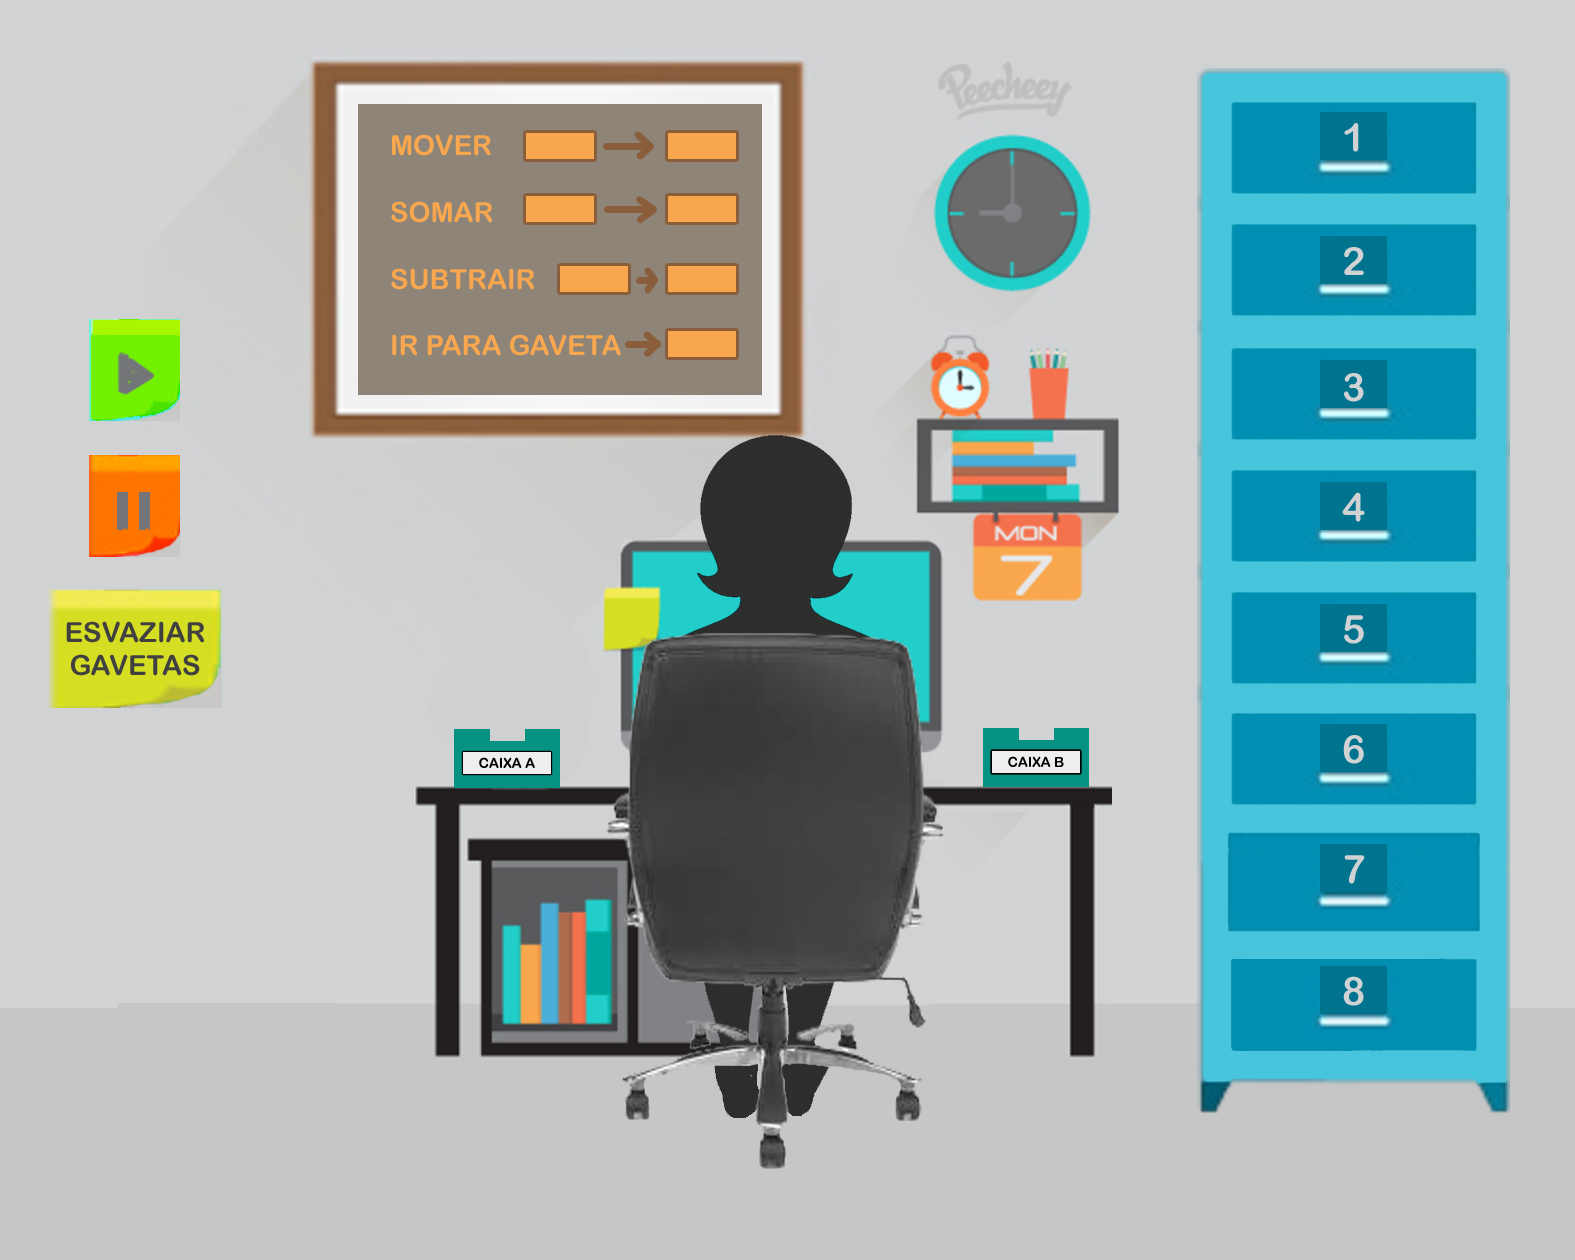 Peecheey
MOVER
SOMAR
SUBTRAIR
IR PARA GAVETA
MON
7
ESVAZIAR
GAVETAS
CAIXA A
CAIXA B
1
2
3
4
5
6
7
8